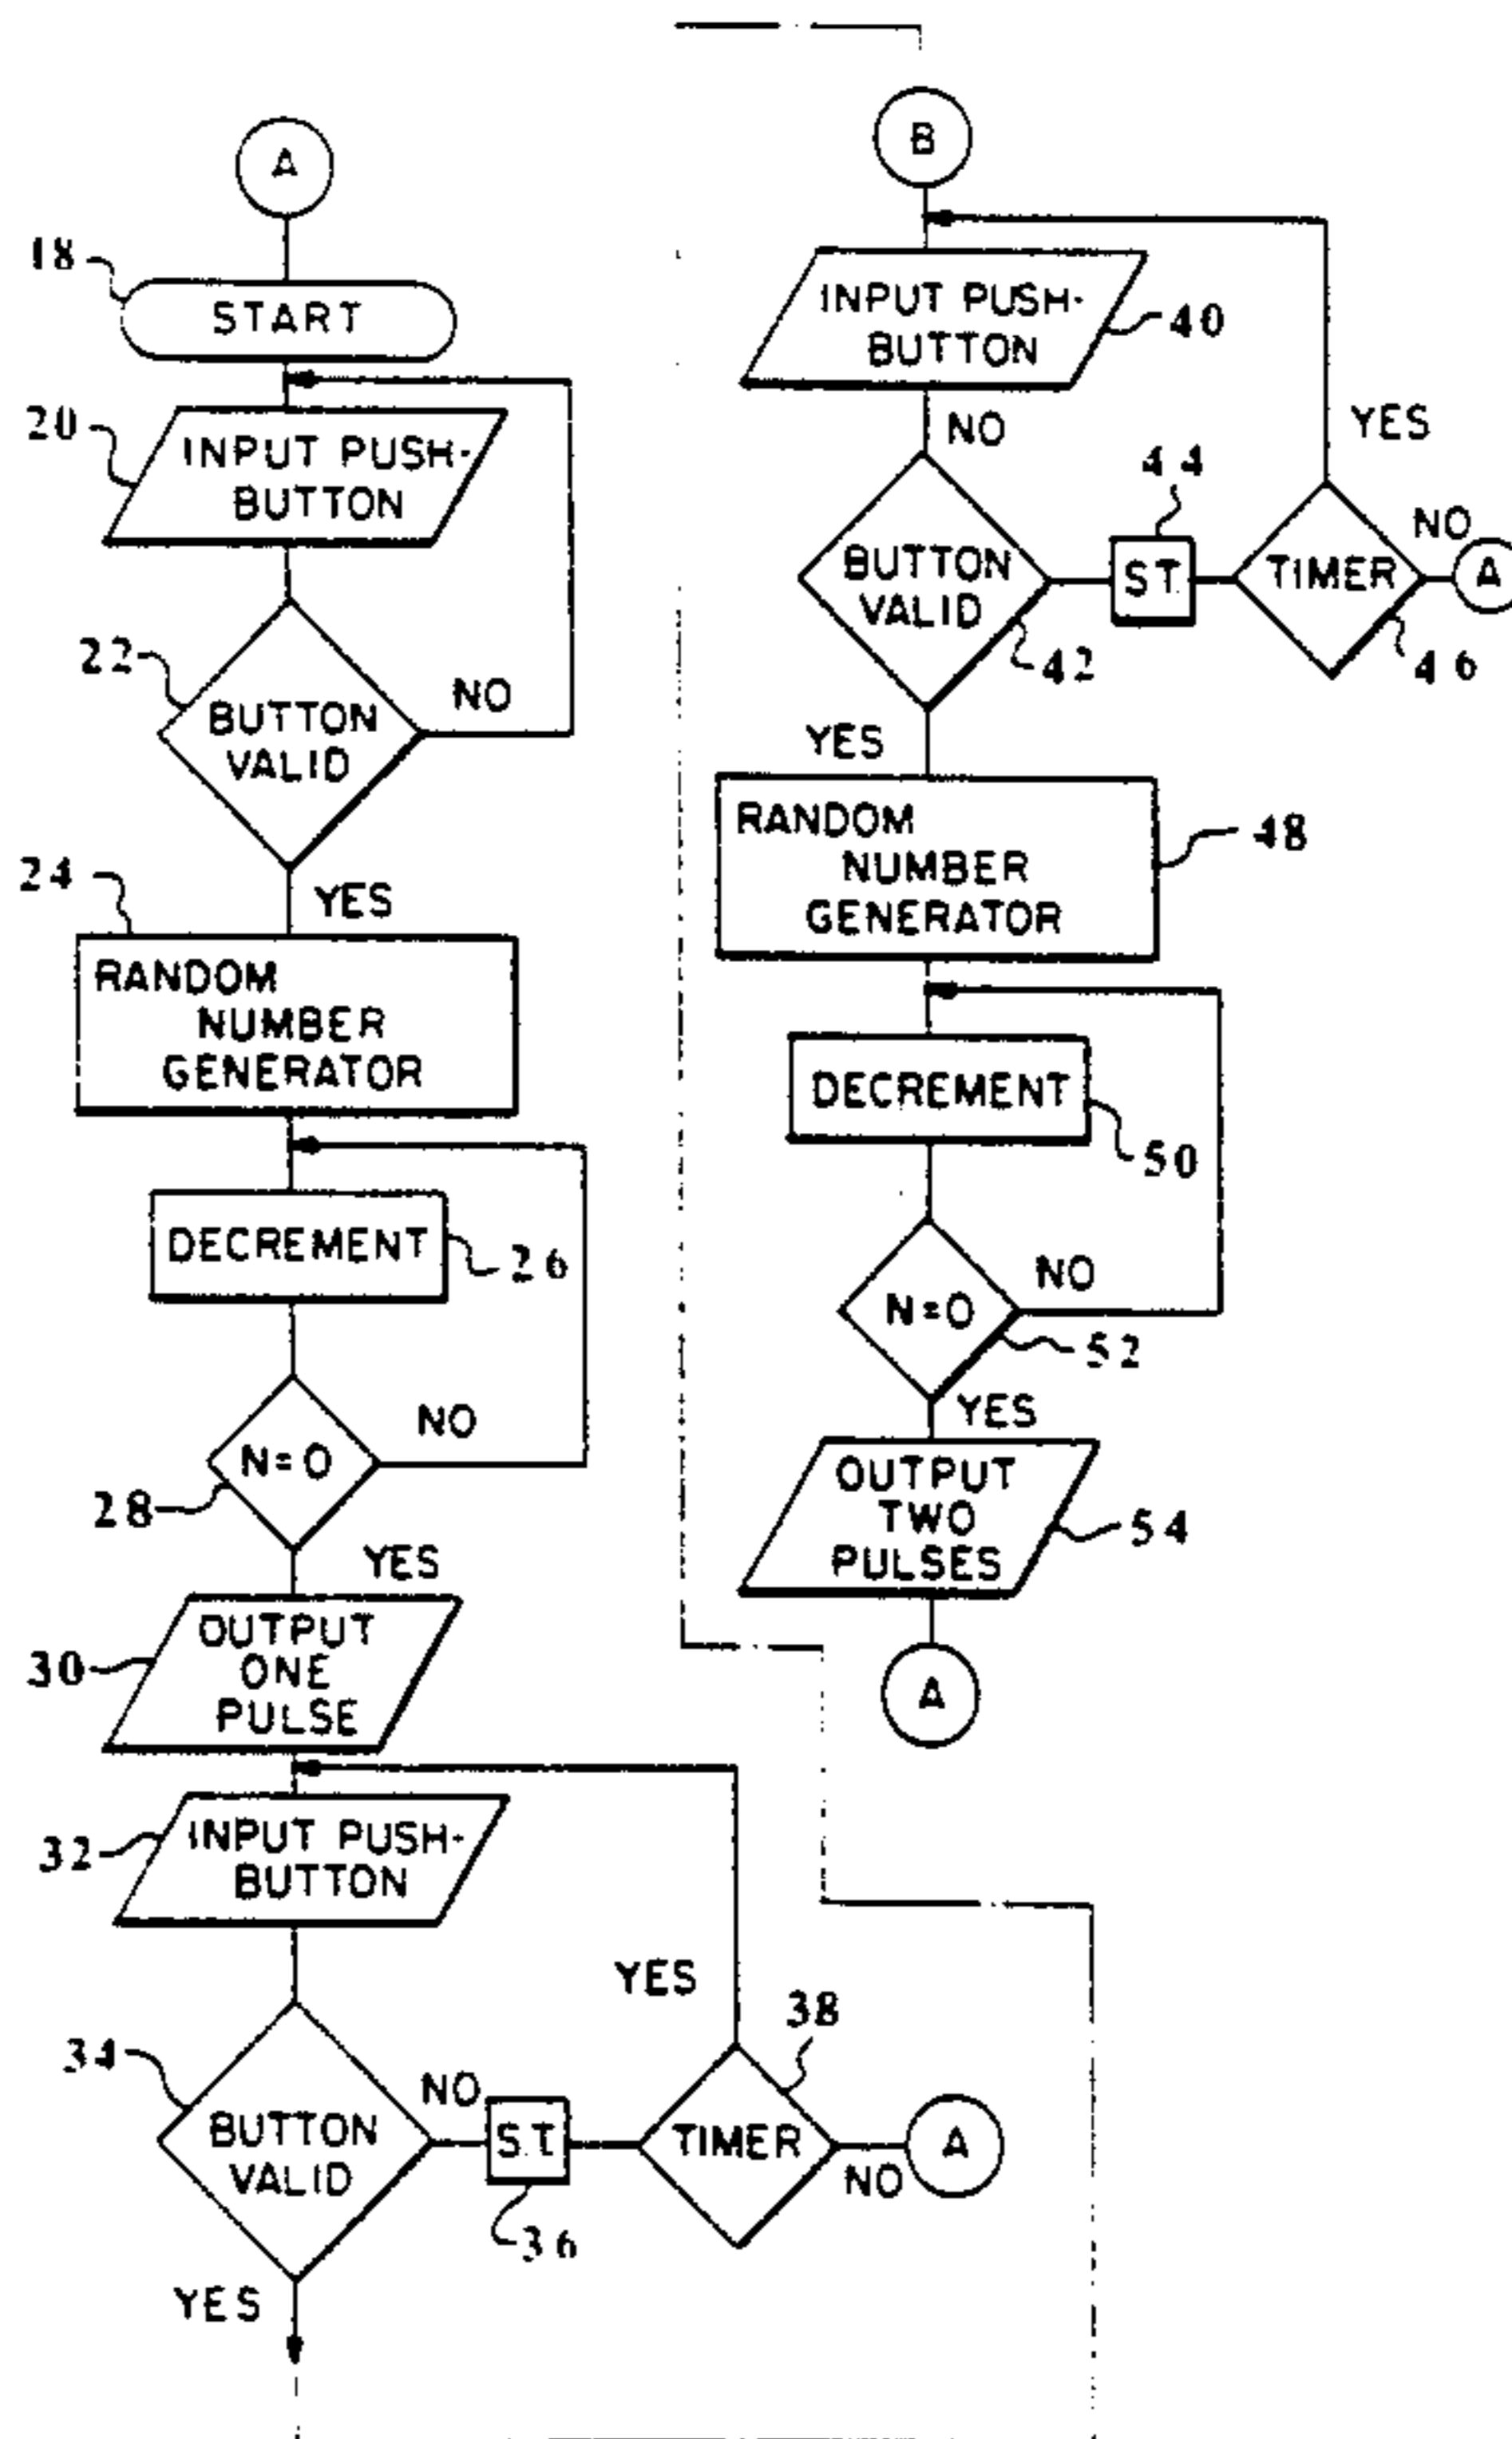 A
18
START
20
INPUT PUSH-
BUTTON
22
BUTTON
VALID
NO
YES
24
RANDOM
NUMBER
GENERATOR
DECREMENT
26
N=0
NO
28
YES
30
OUTPUT
ONE
PULSE
32
INPUT PUSH-
BUTTON
YES
34
BUTTON
VALID
NO
S.T.
36
38
TIMER
NO
A
YES
B
INPUT PUSH-
BUTTON
40
NO
YES
BUTTON
VALID
42
44
S.T.
TIMER
46
NO
A
YES
RANDOM
NUMBER
GENERATOR
48
DECREMENT
50
N=0
NO
52
YES
OUTPUT
TWO
PULSES
54
A